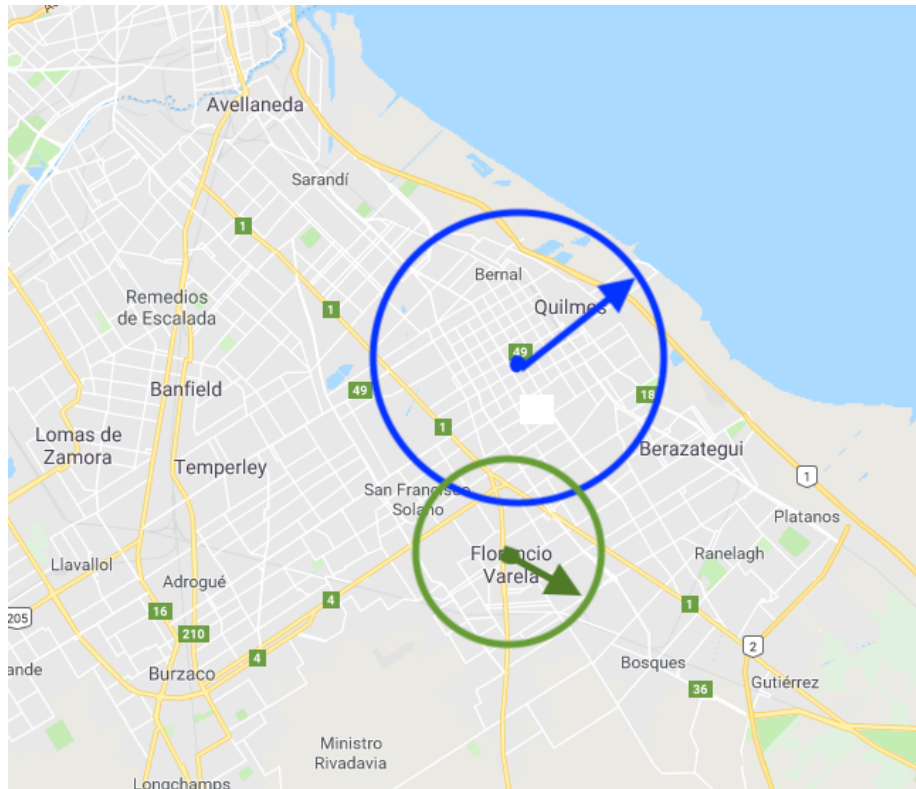 Avellaneda
Sarandí
1
Bernal
Remedios
de Escalada
1
Quilmes
49
Banfield
49
18
1
Lomas de
Zamora
Berazategui
Temperley
1
San Francisco
Solano
Platanos
Florencio
Varela
Ranelagh
Llavallol
Adrogué
4
1
16
205
210
2
4
Bosques
ande
Burzaco
Gutiérrez
36
Ministro
Rivadavia
Longchamps